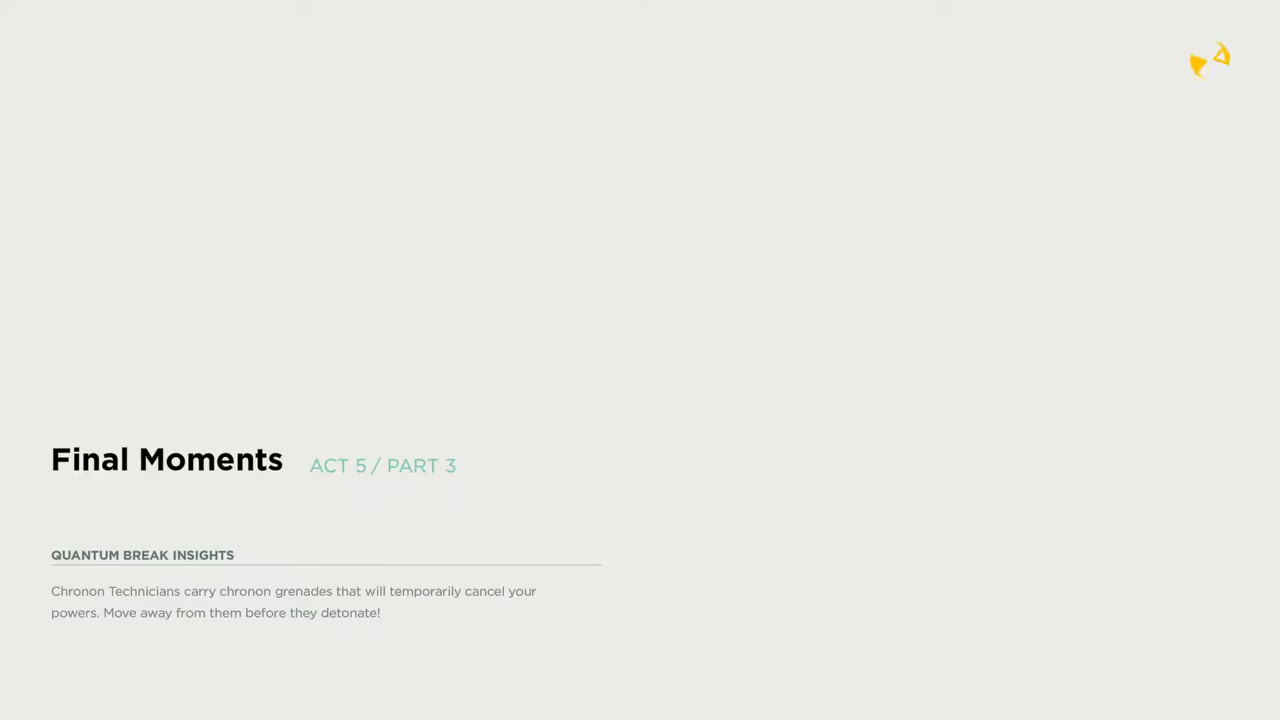 Final Moments ACT 5 / PART 3
QUANTUM BREAK INSIGHTS
Chronon Technicians carry chronon grenades that will temporarily cancel your
powers. Move away from them before they detonate!